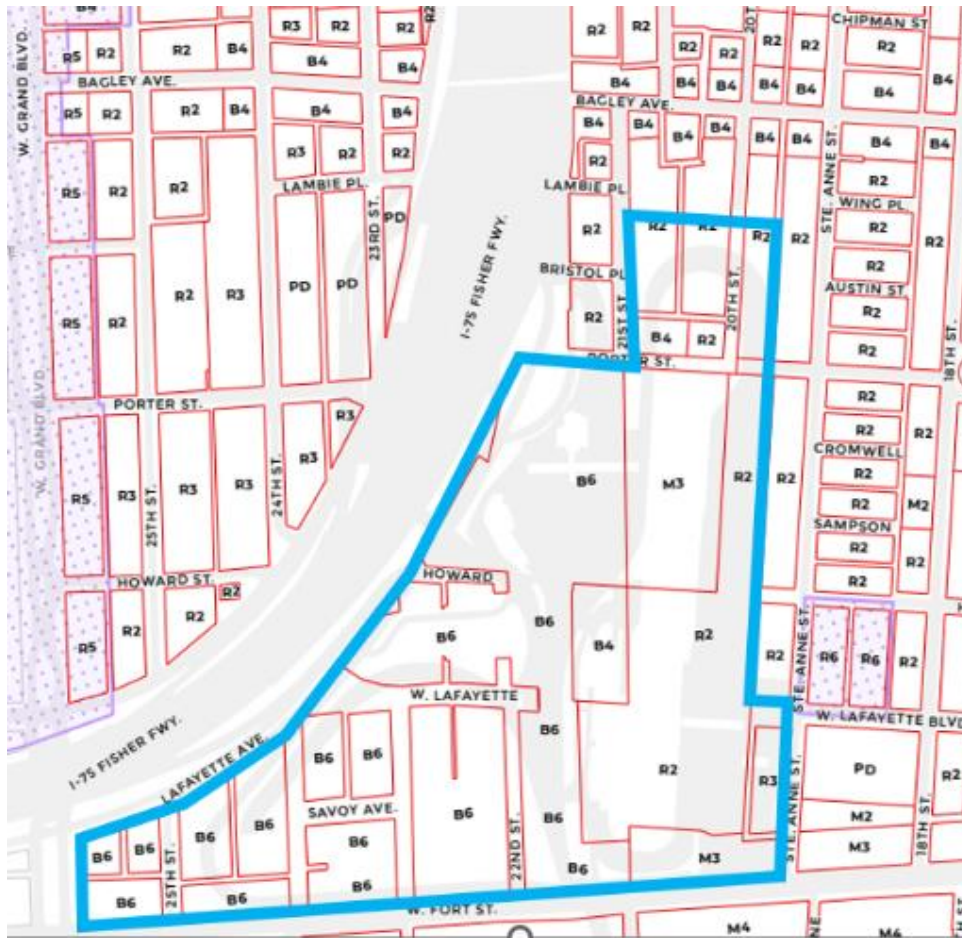 B4
R2
CHIPMAN ST
R5 R2 R2 B4 R3 R2 R2 R2 R2 R2 R2 R2 R2 R2
B4 B4 B4 B4 B4 B4 B4 B4 B4
BAGLEY AVE.
BAGLEY AVE.
R5 R2 R2 B4 B4 B4 B4 B4 B4 B4 B4 B4 B4 B4
R3 R2 R2 R2
W. GRAND BLVD.
LAMBIE PL.
LAMBIE PL
STE. ANNE ST.
R5 R2 R2 R2
WING PL.
PD
23RD ST.
R2 R2 R2 R2 R2 R2 R2
BRISTOL PL
R2
AUSTIN ST.
I-75 FISHER FWY.
R5 R2 R2 R3 PD PD R2 R2
21ST ST.
20TH ST.
B4 R2 R2
18TH ST.
PORTER ST.
PORTER ST.
R3 R2
W. GRAND BLVD.
R2 R2
CROMWELL
R5 R3 R3 R3 R3 B6 M3 R2 R2 R2
25TH ST.
24TH ST.
R2 M2
SAMPSON
R2 R2
HOWARD ST.
HOWARD
R2 R2
R5 R2 R2 B6 B6 B4 R2 R2 R6 R6 R2
STE. ANNE ST.
W. LAFAYETTE
W. LAFAYETTE BLVD
I-75 FISHER FWY.
LAFAYETTE AVE.
B6 B6 B6 R2 R3 PD R2
STE. ANNE ST.
SAVOY AVE.
B6 B6 B6 B6 M2
22ND ST.
18TH ST.
B6 B6 B6 M3 M3
25TH ST.
B6 B6 B6 B6
W. FORT ST.
M4 M4